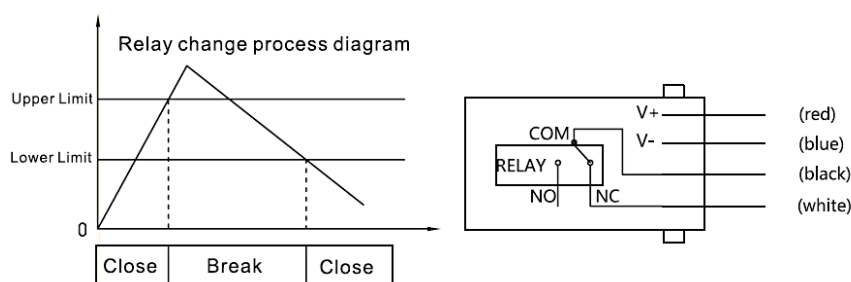 Relay change process diagram
Upper Limit
Lower Limit
0
Close Break Close
V+ (red)
COM V- (blue)
RELAY (black)
NO NC (white)